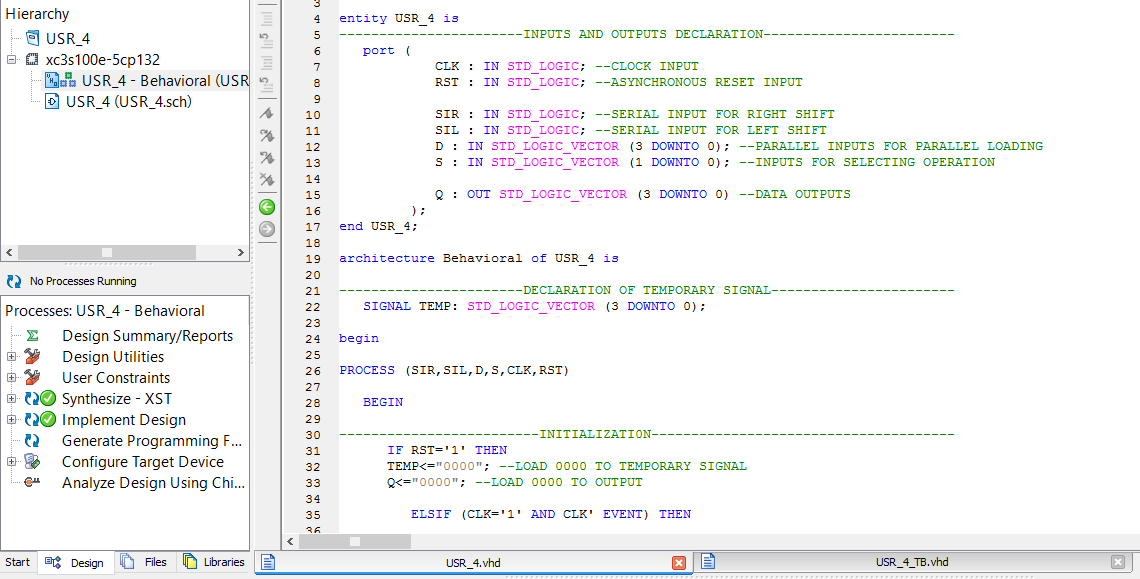 Hierarchy
USR_4
xc3s100e-5cp132
USR_4 - Behavioral (USR
USR_4 (USR_4.sch)
No Processes Running
Processes: USR_4 - Behavioral
Design Summary/Reports
Design Utilities
User Constraints
Synthesize - XST
Implement Design
Generate Programming F...
Configure Target Device
Analyze Design Using Chi...
Start Design Files Libraries
3
4 entity USR_4 is
5 -----------------------INPUTS AND OUTPUTS DECLARATION------------------------
6 port (
7 CLK : IN STD_LOGIC; --CLOCK INPUT
8 RST : IN STD_LOGIC; --ASYNCHRONOUS RESET INPUT
9
10 SIR : IN STD_LOGIC; --SERIAL INPUT FOR RIGHT SHIFT
11 SIL : IN STD_LOGIC; --SERIAL INPUT FOR LEFT SHIFT
12 D : IN STD_LOGIC_VECTOR (3 DOWNTO 0); --PARALLEL INPUTS FOR PARALLEL LOADING
13 S : IN STD_LOGIC_VECTOR (1 DOWNTO 0); --INPUTS FOR SELECTING OPERATION
14
15 Q : OUT STD_LOGIC_VECTOR (3 DOWNTO 0) --DATA OUTPUTS
16 );
17 end USR_4;
18
19 architecture Behavioral of USR_4 is
20
21 -----------------------DECLARATION OF TEMPORARY SIGNAL-----------------------
22 SIGNAL TEMP: STD_LOGIC_VECTOR (3 DOWNTO 0);
23
24 begin
25
26 PROCESS (SIR,SIL,D,S,CLK,RST)
27
28 BEGIN
29
30 -------------------------INITIALIZATION--------------------------------------
31 IF RST='1' THEN
32 TEMP<="0000"; --LOAD 0000 TO TEMPORARY SIGNAL
33 Q<="0000"; --LOAD 0000 TO OUTPUT
34
35 ELSIF (CLK='1' AND CLK' EVENT) THEN
36
USR_4.vhd USR_4_TB.vhd